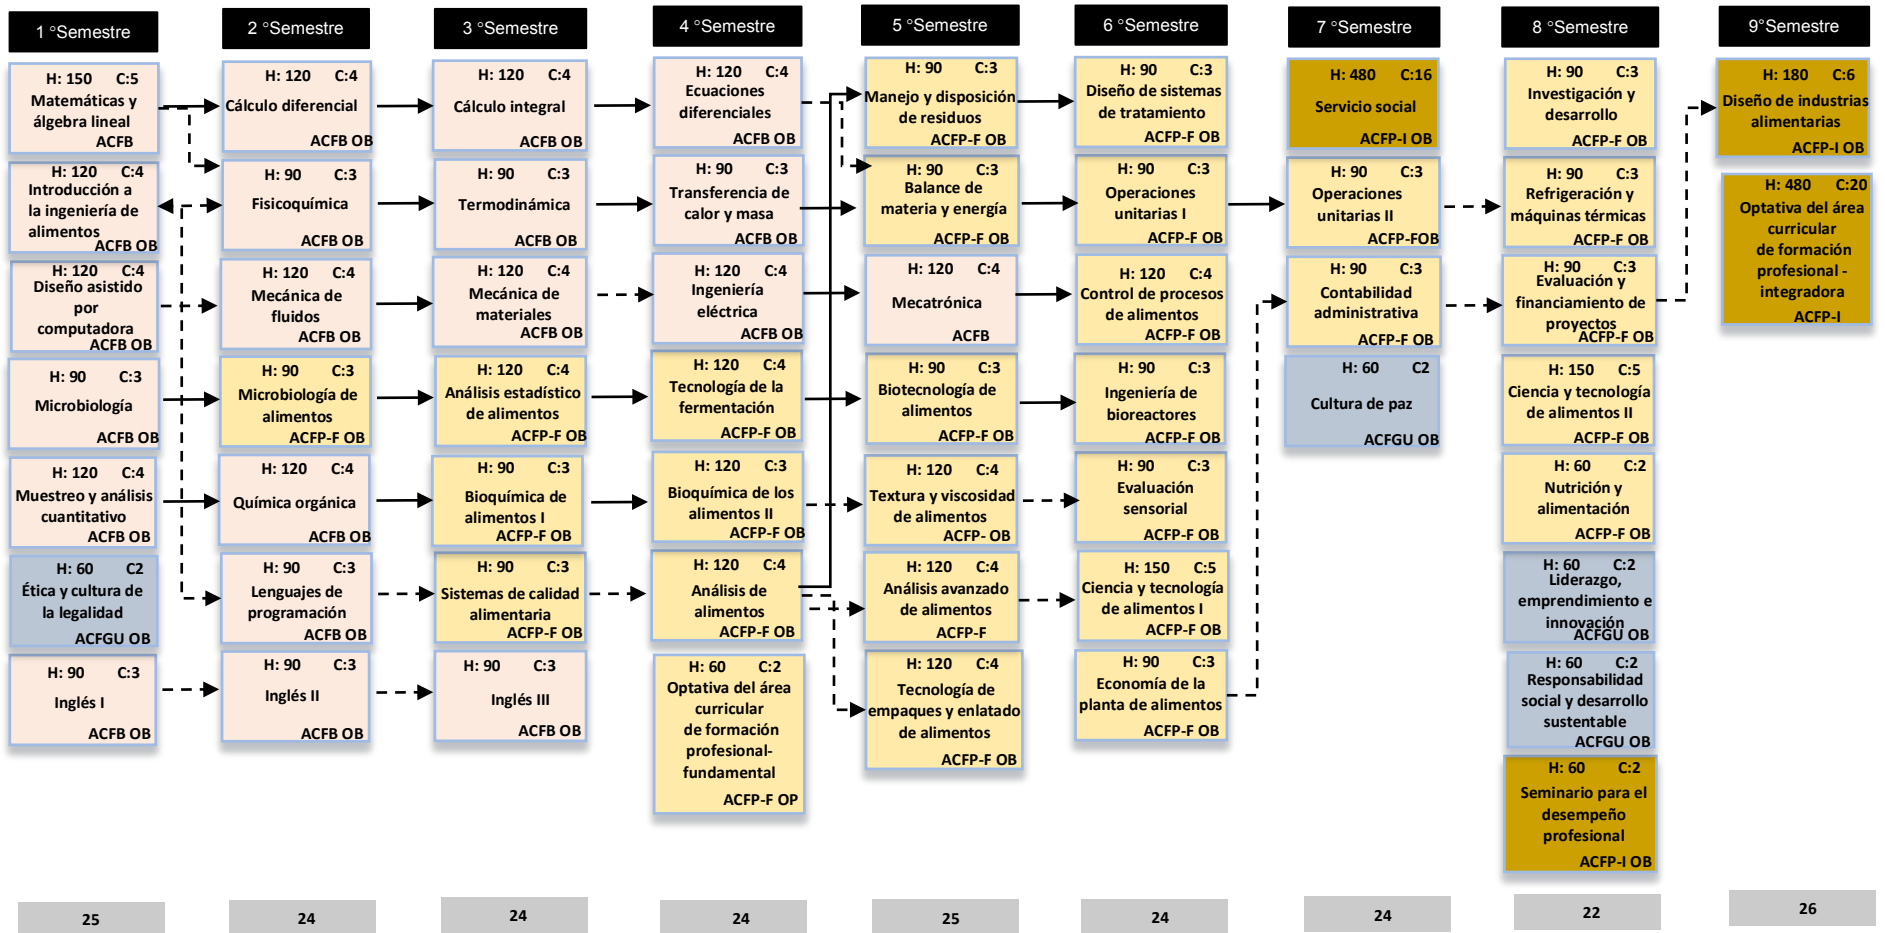 1 °Semestre
H: 150 C:5
Matemáticas y
álgebra lineal
ACFB
H: 120 C:4
Introducción a
la ingeniería de
alimentos
ACFB OB
H: 120 C:4
Diseño asistido
por
computadora
ACFB OB
H: 90 C:3
Microbiología
ACFB OB
H: 120 C:4
Muestreo y análisis
cuantitativo
ACFB OB
H: 60 C2
Ética y cultura de
la legalidad
ACFGU OB
H: 90 C:3
Inglés I
ACFB OB
25
2 °Semestre
H: 120 C:4
Cálculo diferencial
ACFB OB
H: 90 C:3
Fisicoquímica
ACFB OB
H: 120 C:4
Mecánica de
fluidos
ACFB OB
H: 90 C:3
Microbiología de
alimentos
ACFP-F OB
H: 120 C:4
Química orgánica
ACFB OB
H: 90 C:3
Lenguajes de
programación
ACFB OB
H: 90 C:3
Inglés II
ACFB OB
24
3 °Semestre
H: 120 C:4
Cálculo integral
ACFB OB
H: 90 C:3
Termodinámica
ACFB OB
H: 120 C:4
Mecánica de
materiales
ACFB OB
H: 120 C:4
Análisis estadístico
de alimentos
ACFP-F OB
H: 90 C:3
Bioquímica de
alimentos I
ACFP-F OB
H: 90 C:3
Sistemas de calidad
alimentaria
ACFP-F OB
H: 90 C:3
Inglés III
ACFB OB
24
4 °Semestre
H: 120 C:4
Ecuaciones
diferenciales
ACFB OB
H: 90 C:3
Transferencia de
calor y masa
ACFB OB
H: 120 C:4
Ingeniería
eléctrica
ACFB OB
H: 120 C:4
Tecnología de la
fermentación
ACFP-F OB
H: 120 C:3
Bioquímica de los
alimentos II
ACFP-F OB
H: 120 C:4
Análisis de
alimentos
ACFP-F OB
H: 60 C:2
Optativa del área
curricular
de formación
profesional-
fundamental
ACFP-F OP
24
5 °Semestre
H: 90 C:3
Manejo y disposición
de residuos
ACFP-F OB
H: 90 C:3
Balance de
materia y energía
ACFP-F OB
H: 120 C:4
Mecatrónica
ACFB
H: 90 C:3
Biotecnología de
alimentos
ACFP-F OB
H: 120 C:4
Textura y viscosidad
de alimentos
ACFP- OB
H: 120 C:4
Análisis avanzado
de alimentos
ACFP-F
H: 120 C:4
Tecnología de
empaques y enlatado
de alimentos
ACFP-F OB
25
6 °Semestre
H: 90 C:3
Diseño de sistemas
de tratamiento
ACFP-F OB
H: 90 C:3
Operaciones
unitarias I
ACFP-F OB
H: 120 C:4
Control de procesos
de alimentos
ACFP-F OB
H: 90 C:3
Ingeniería de
bioreactores
ACFP-F OB
H: 90 C:3
Evaluación
sensorial
ACFP-F OB
H: 150 C:5
Ciencia y tecnología
de alimentos I
ACFP-F OB
H: 90 C:3
Economía de la
planta de alimentos
ACFP-F OB
24
7 °Semestre
H: 480 C:16
Servicio social
ACFP-I OB
H: 90 C:3
Operaciones
unitarias II
ACFP-FOB
H: 90 C:3
Contabilidad
administrativa
ACFP-F OB
H: 60 C2
Cultura de paz
ACFGU OB
24
8 °Semestre
H: 90 C:3
Investigación y
desarrollo
ACFP-F OB
H: 90 C:3
Refrigeración y
máquinas térmicas
ACFP-F OB
H: 90 C:3
Evaluación y
financiamiento de
proyectos
ACFP-F OB
H: 150 C:5
Ciencia y tecnología
de alimentos II
ACFP-F OB
H: 60 C:2
Nutrición y
alimentación
ACFP-F OB
H: 60 C:2
Liderazgo,
emprendimiento e
innovación
ACFGU OB
H: 60 C:2
Responsabilidad
social y desarrollo
sustentable
ACFGU OB
H: 60 C:2
Seminario para el
desempeño
profesional
ACFP-I OB
22
9°Semestre
H: 180 C:6
Diseño de industrias
alimentarias
ACFP-I OB
H: 480 C:20
Optativa del área
curricular
de formación
profesional -
integradora
ACFP-I
26